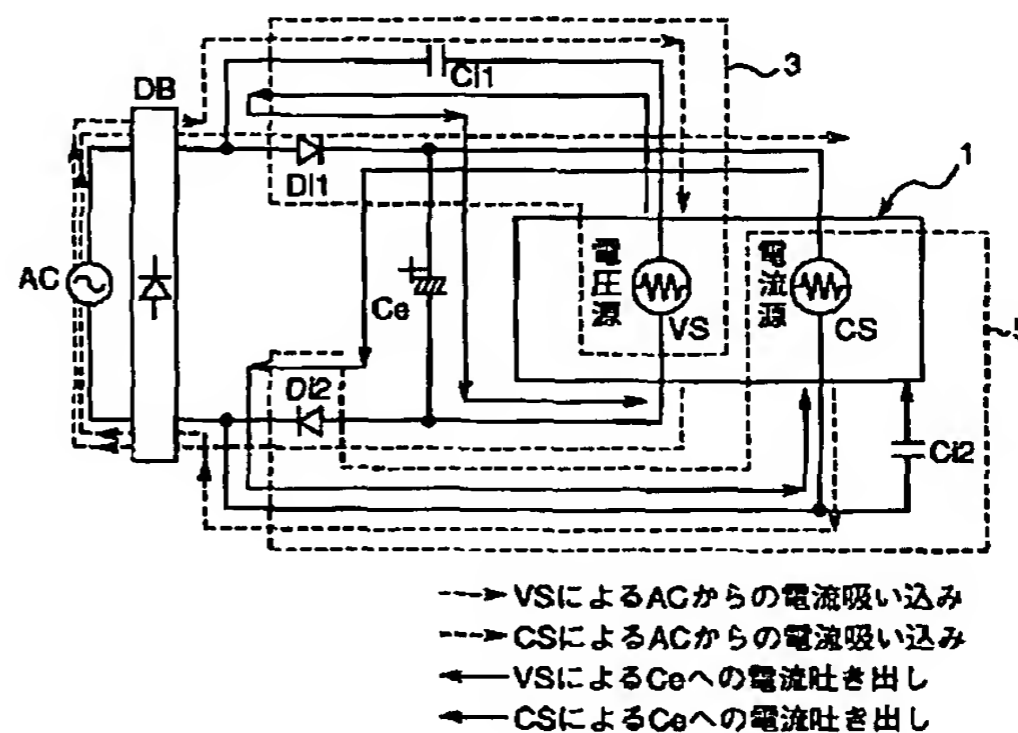 3
Ci1
DB
Di1
1
AC
電圧源
電流源
Ce
VS
CS
5
Di2
Ci2
VSによるACからの電流吸い込み
CSによるACからの電流吸い込み
VSによるCeへの電流吐き出し
CSによるCeへの電流吐き出し